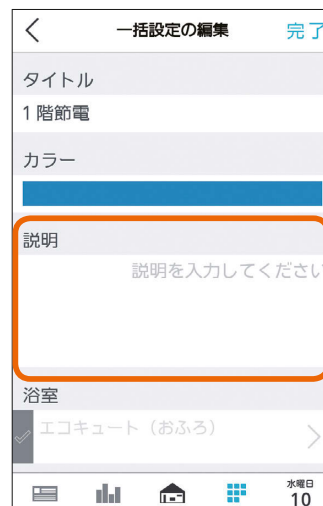 一括設定の編集 完了
タイトル
1 階節電
カラー
説明
説明を入力してください
浴室
エコキュート（おふろ）
水曜日
10